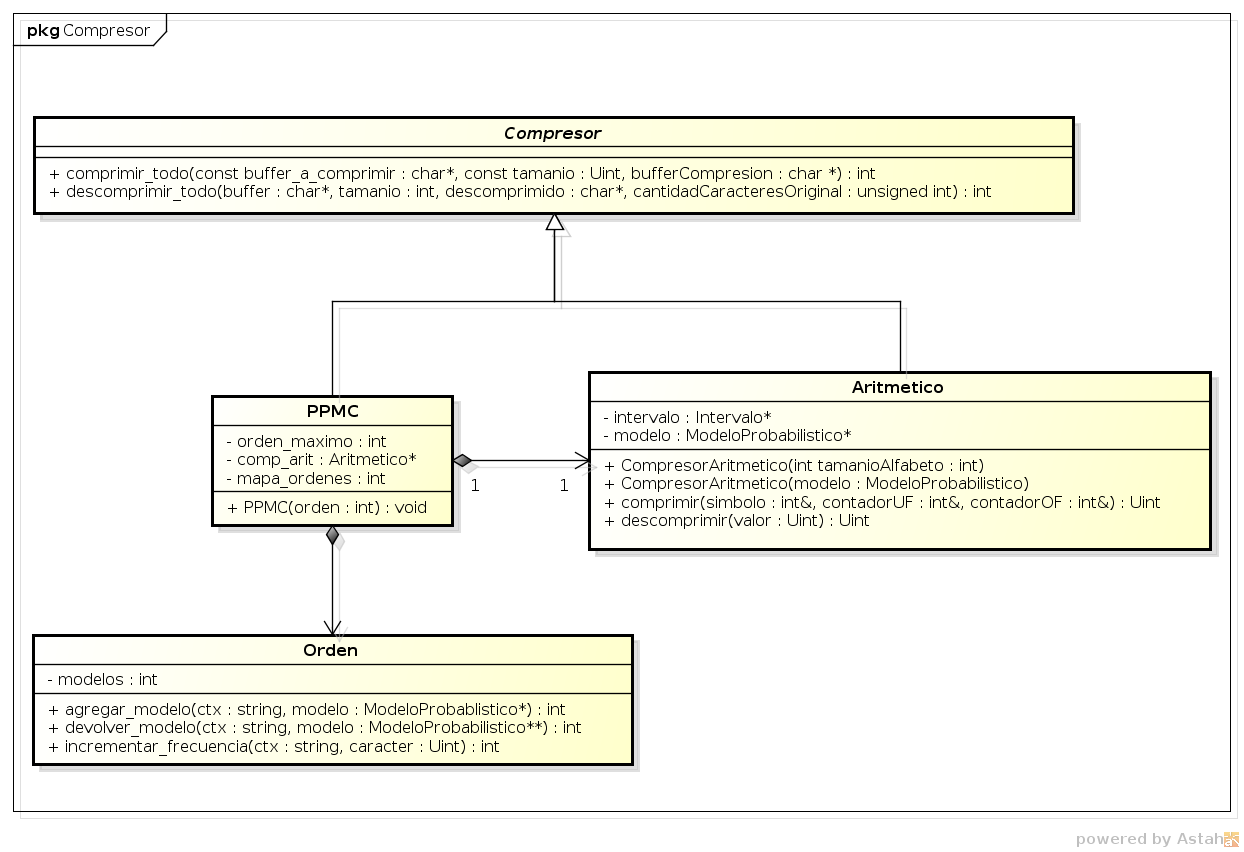 pkg Compresor
Compresor
+ comprimir_todo(const buffer_a_comprimir : char*, const tamanio : Uint, bufferCompresion : char *) : int
+ descomprimir_todo(buffer : char*, tamanio : int, descomprimido : char*, cantidadCaracteresOriginal : unsigned int) : int
Aritmetico
- intervalo : Intervalo*
- modelo : ModeloProbabilistico*
+ CompresorAritmetico(int tamanioAlfabeto : int)
+ CompresorAritmetico(modelo : ModeloProbabilistico)
+ comprimir(simbolo : int&, contadorUF : int&, contadorOF : int&) : Uint
+ descomprimir(valor : Uint) : Uint
PPMC
- orden_maximo : int
- comp_arit : Aritmetico*
- mapa_ordenes : int
+ PPMC(orden : int) : void
1
1
Orden
- modelos : int
+ agregar_modelo(ctx : string, modelo : ModeloProbablistico*) : int
+ devolver_modelo(ctx : string, modelo : ModeloProbabilistico**) : int
+ incrementar_frecuencia(ctx : string, caracter : Uint) : int
powered by Astah